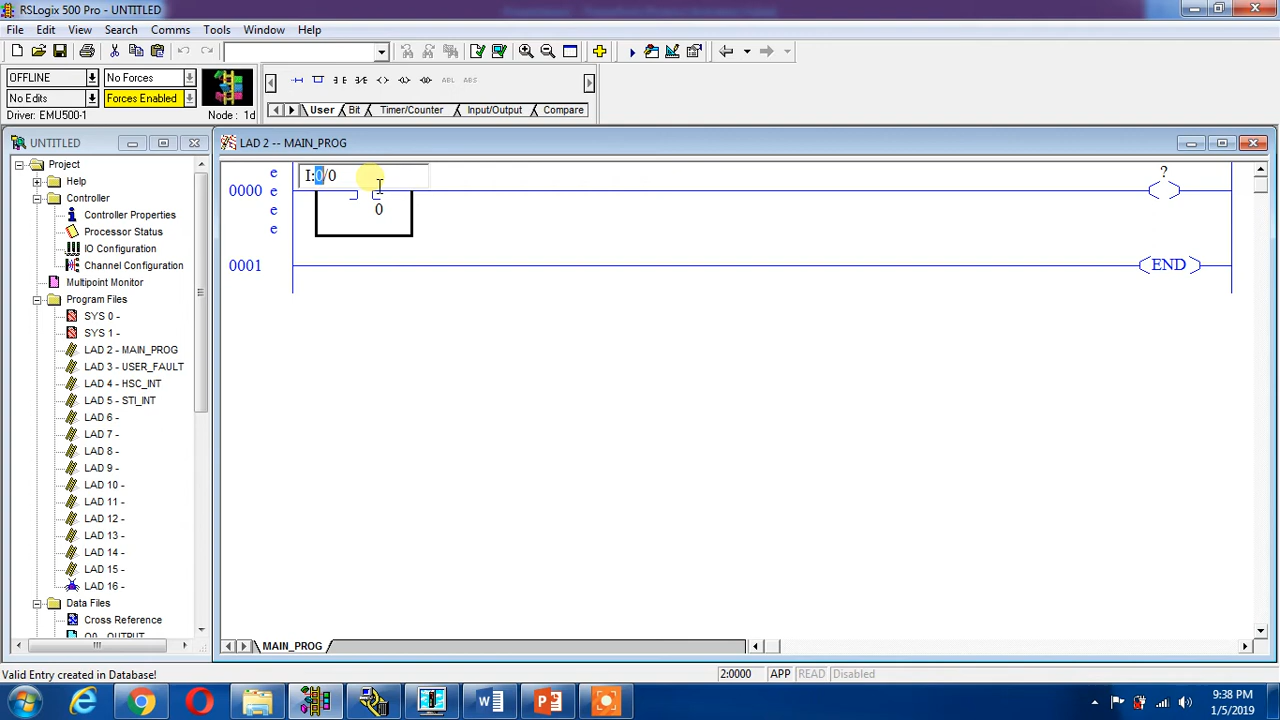 RSLogix 500 Pro - UNTITLED
File Edit View Search Comms Tools Window Help
OFFLINE No Forces
No Edits Forces Enabled
Driver: EMU500-1 Node : 1d
ABL ABS
User Bit Timer/Counter Input/Output Compare
UNTITLED
Project
Help
Controller
Controller Properties
Processor Status
IO Configuration
Channel Configuration
Multipoint Monitor
Program Files
SYS 0 -
SYS 1 -
LAD 2 - MAIN_PROG
LAD 3 - USER_FAULT
LAD 4 - HSC_INT
LAD 5 - STI_INT
LAD 6 -
LAD 7 -
LAD 8 -
LAD 9 -
LAD 10 -
LAD 11 -
LAD 12 -
LAD 13 -
LAD 14 -
LAD 15 -
LAD 16 -
Data Files
Cross Reference
O0 - OUTPUT
LAD 2 -- MAIN_PROG
e I:0/0 ?
0000 e
e 0
e
0001 END
MAIN_PROG
Valid Entry created in Database!
2:0000 APP READ Disabled
9:38 PM
1/5/2019